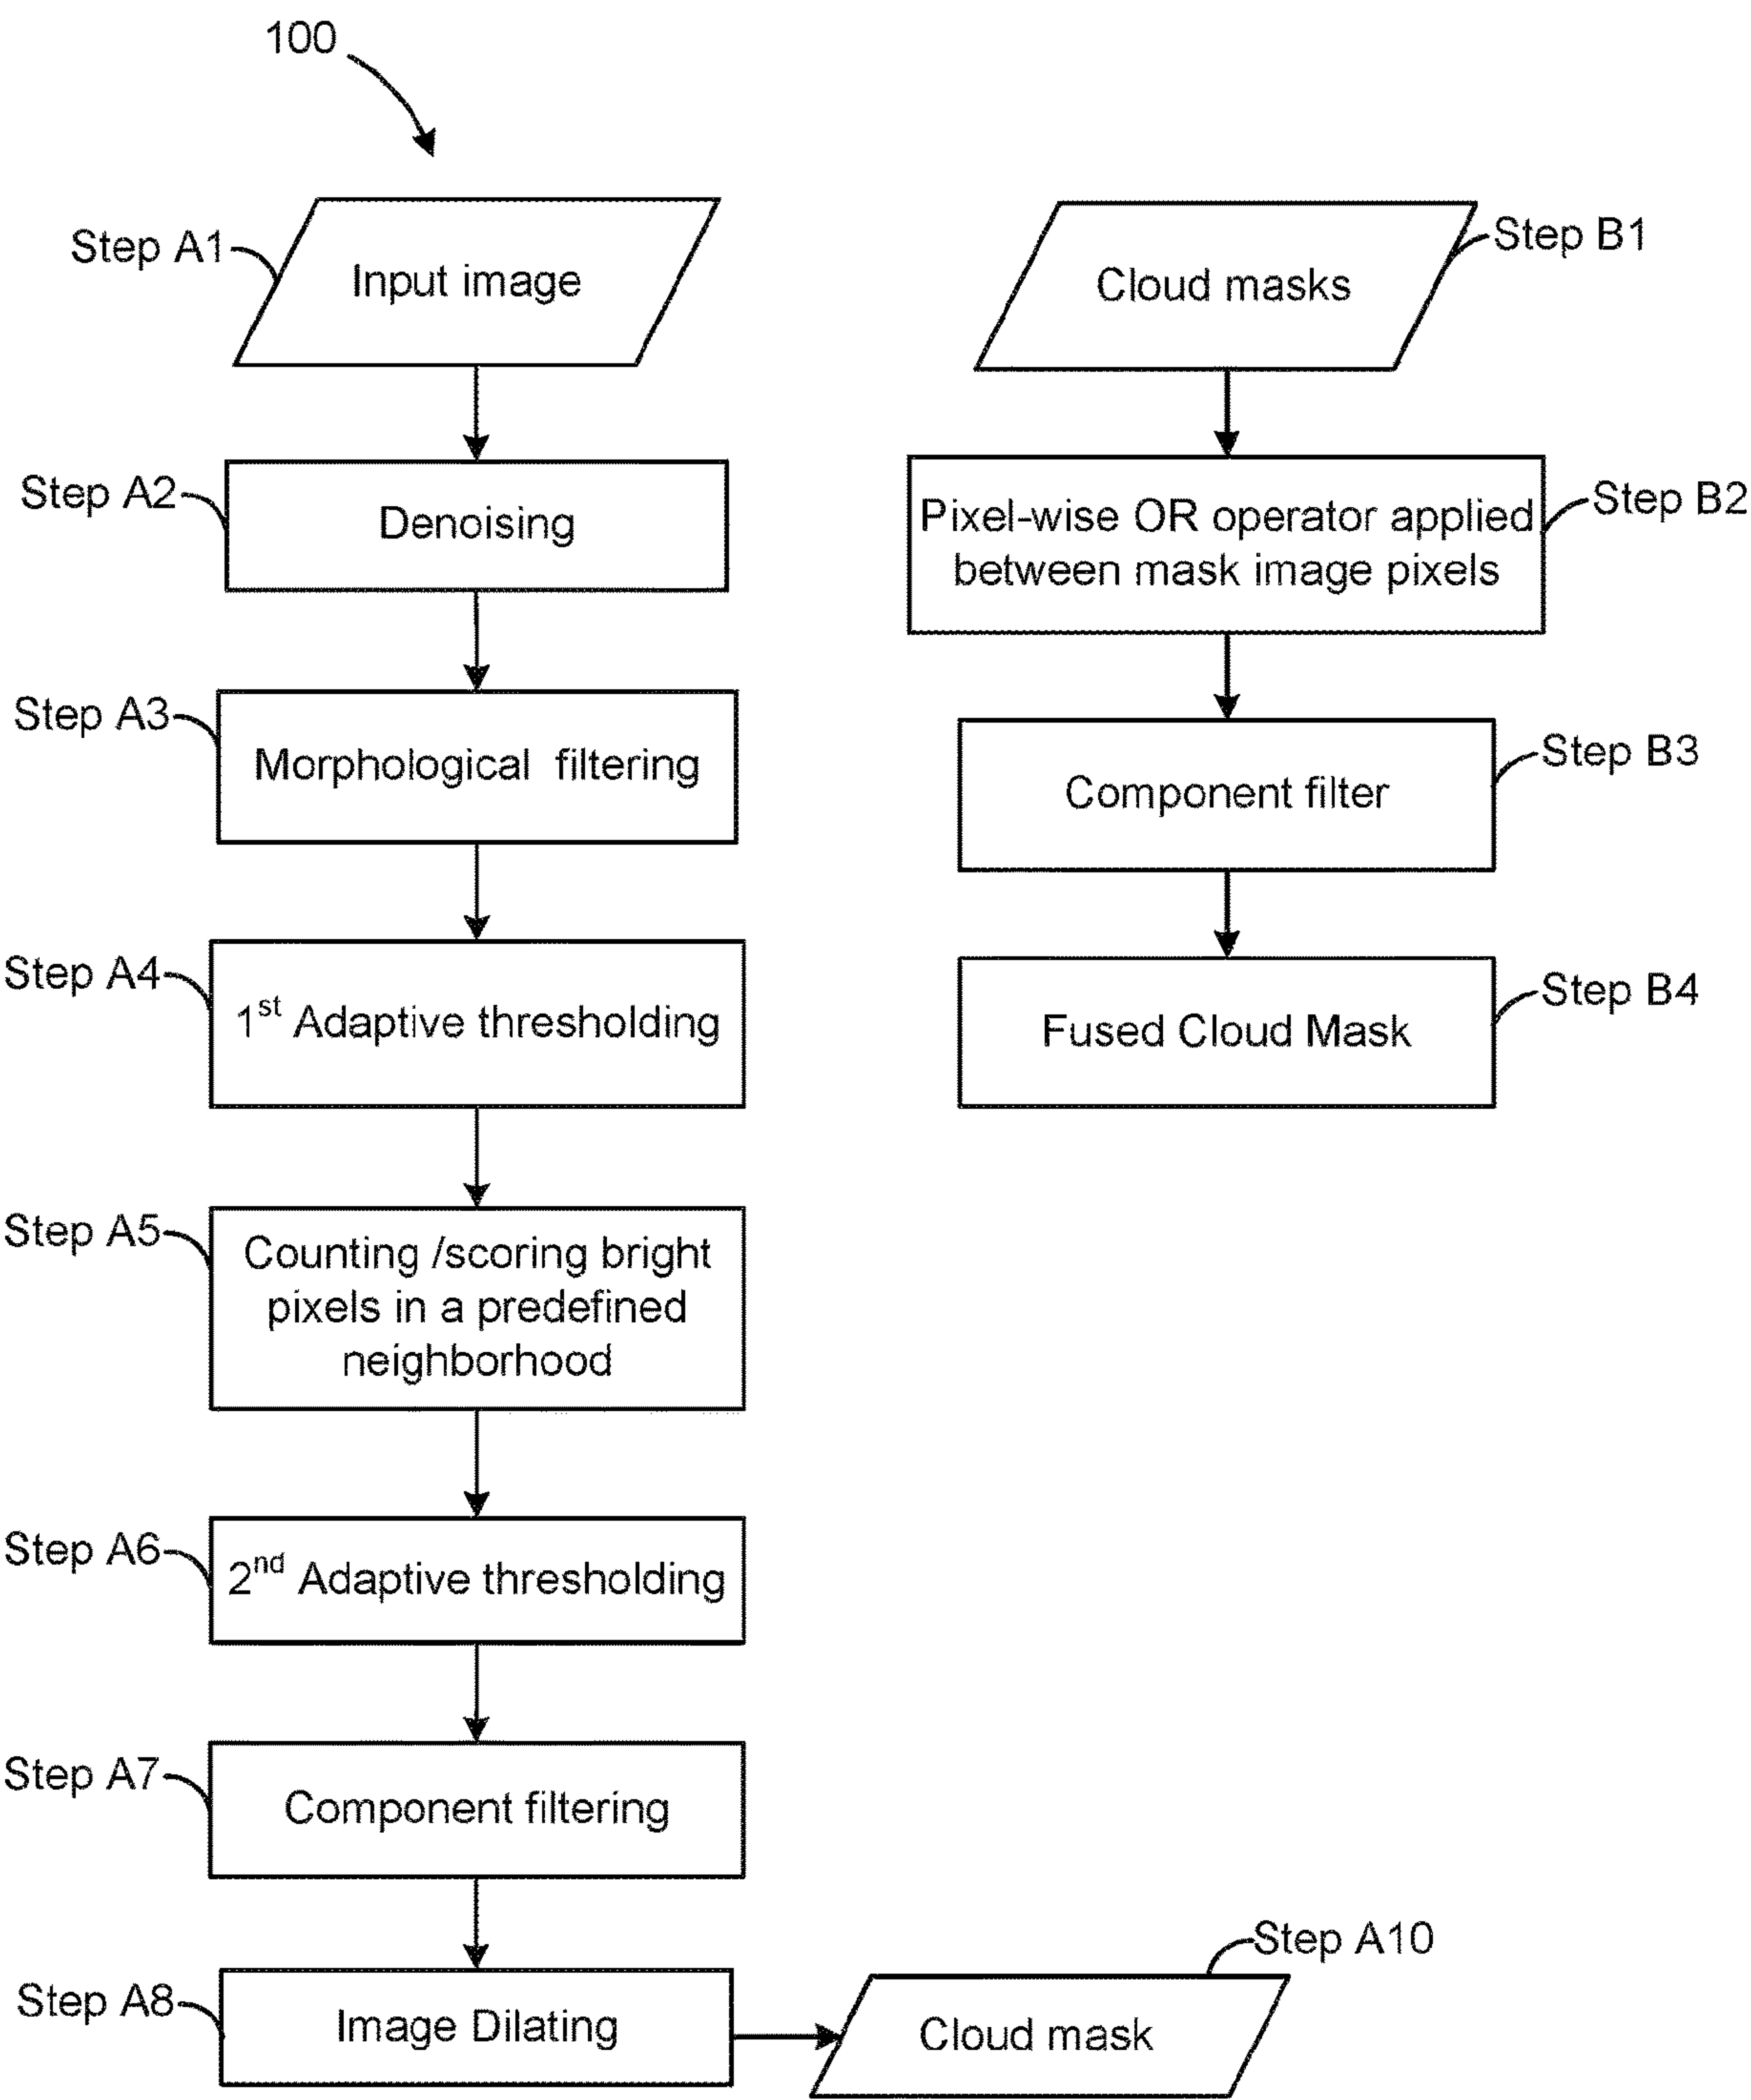 100
Step A1
Input image
Step A2
Denoising
Step A3
Morphological filtering
Step A4
1st Adaptive thresholding
Step A5
Counting /scoring bright
pixels in a predefined
neighborhood
Step A6
2nd Adaptive thresholding
Step A7
Component filtering
Step A8
Image Dilating
Step A10
Cloud mask
Step B1
Cloud masks
Step B2
Pixel-wise OR operator applied
between mask image pixels
Step B3
Component filter
Step B4
Fused Cloud Mask